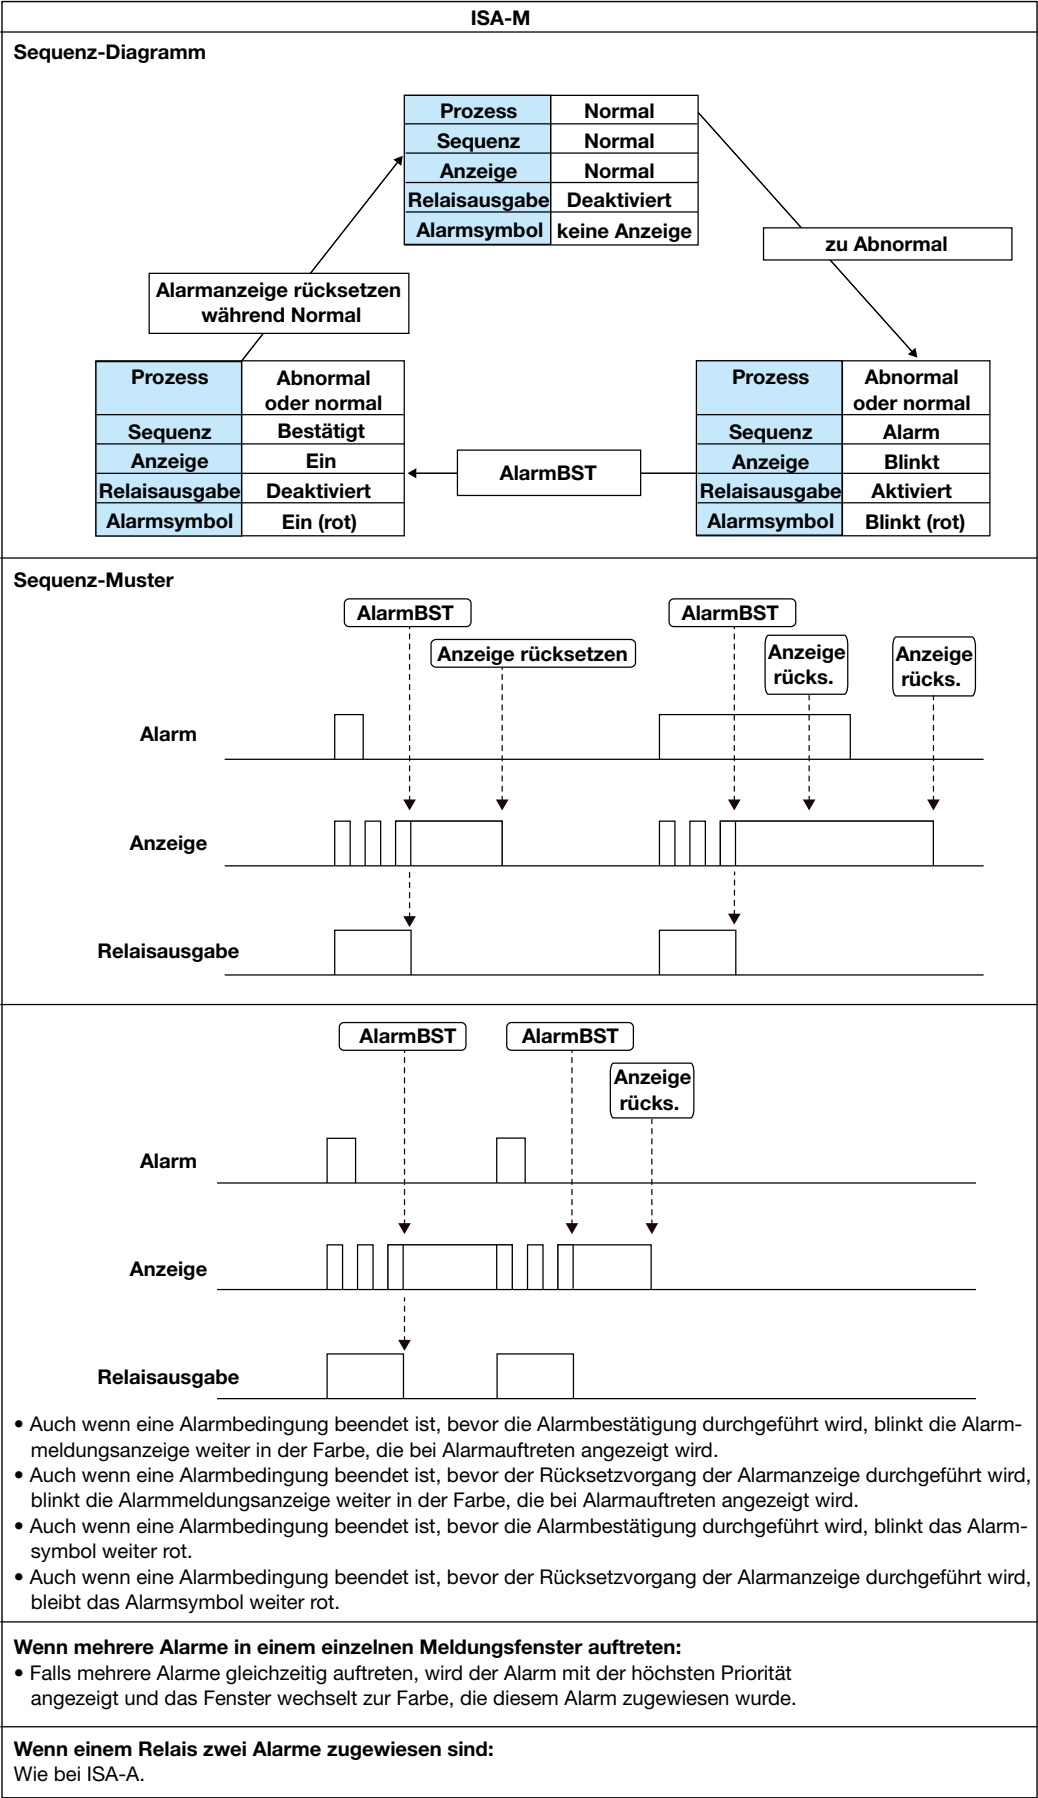 ISA-M
Sequenz-Diagramm
Prozess Normal
Sequenz Normal
Anzeige Normal
Relaisausgabe Deaktiviert
Alarmsymbol keine Anzeige
zu Abnormal
Alarmanzeige rücksetzen
während Normal
Prozess Abnormal
oder normal
Sequenz Bestätigt
Anzeige Ein
Relaisausgabe Deaktiviert
Alarmsymbol Ein (rot)
AlarmBST
Prozess Abnormal
oder normal
Sequenz Alarm
Anzeige Blinkt
Relaisausgabe Aktiviert
Alarmsymbol Blinkt (rot)
Sequenz-Muster
AlarmBST AlarmBST
Anzeige rücksetzen
Anzeige
rücks.
Anzeige
rücks.
Alarm
Anzeige
Relaisausgabe
AlarmBST AlarmBST
Anzeige
rücks.
Alarm
Anzeige
Relaisausgabe
• Auch wenn eine Alarmbedingung beendet ist, bevor die Alarmbestätigung durchgeführt wird, blinkt die Alarm-
meldungsanzeige weiter in der Farbe, die bei Alarmauftreten angezeigt wird.
• Auch wenn eine Alarmbedingung beendet ist, bevor der Rücksetzvorgang der Alarmanzeige durchgeführt wird,
blinkt die Alarmmeldungsanzeige weiter in der Farbe, die bei Alarmauftreten angezeigt wird.
• Auch wenn eine Alarmbedingung beendet ist, bevor die Alarmbestätigung durchgeführt wird, blinkt das Alarm-
symbol weiter rot.
• Auch wenn eine Alarmbedingung beendet ist, bevor der Rücksetzvorgang der Alarmanzeige durchgeführt wird,
bleibt das Alarmsymbol weiter rot.
Wenn mehrere Alarme in einem einzelnen Meldungsfenster auftreten:
• Falls mehrere Alarme gleichzeitig auftreten, wird der Alarm mit der höchsten Priorität
angezeigt und das Fenster wechselt zur Farbe, die diesem Alarm zugewiesen wurde.
Wenn einem Relais zwei Alarme zugewiesen sind:
Wie bei ISA-A.